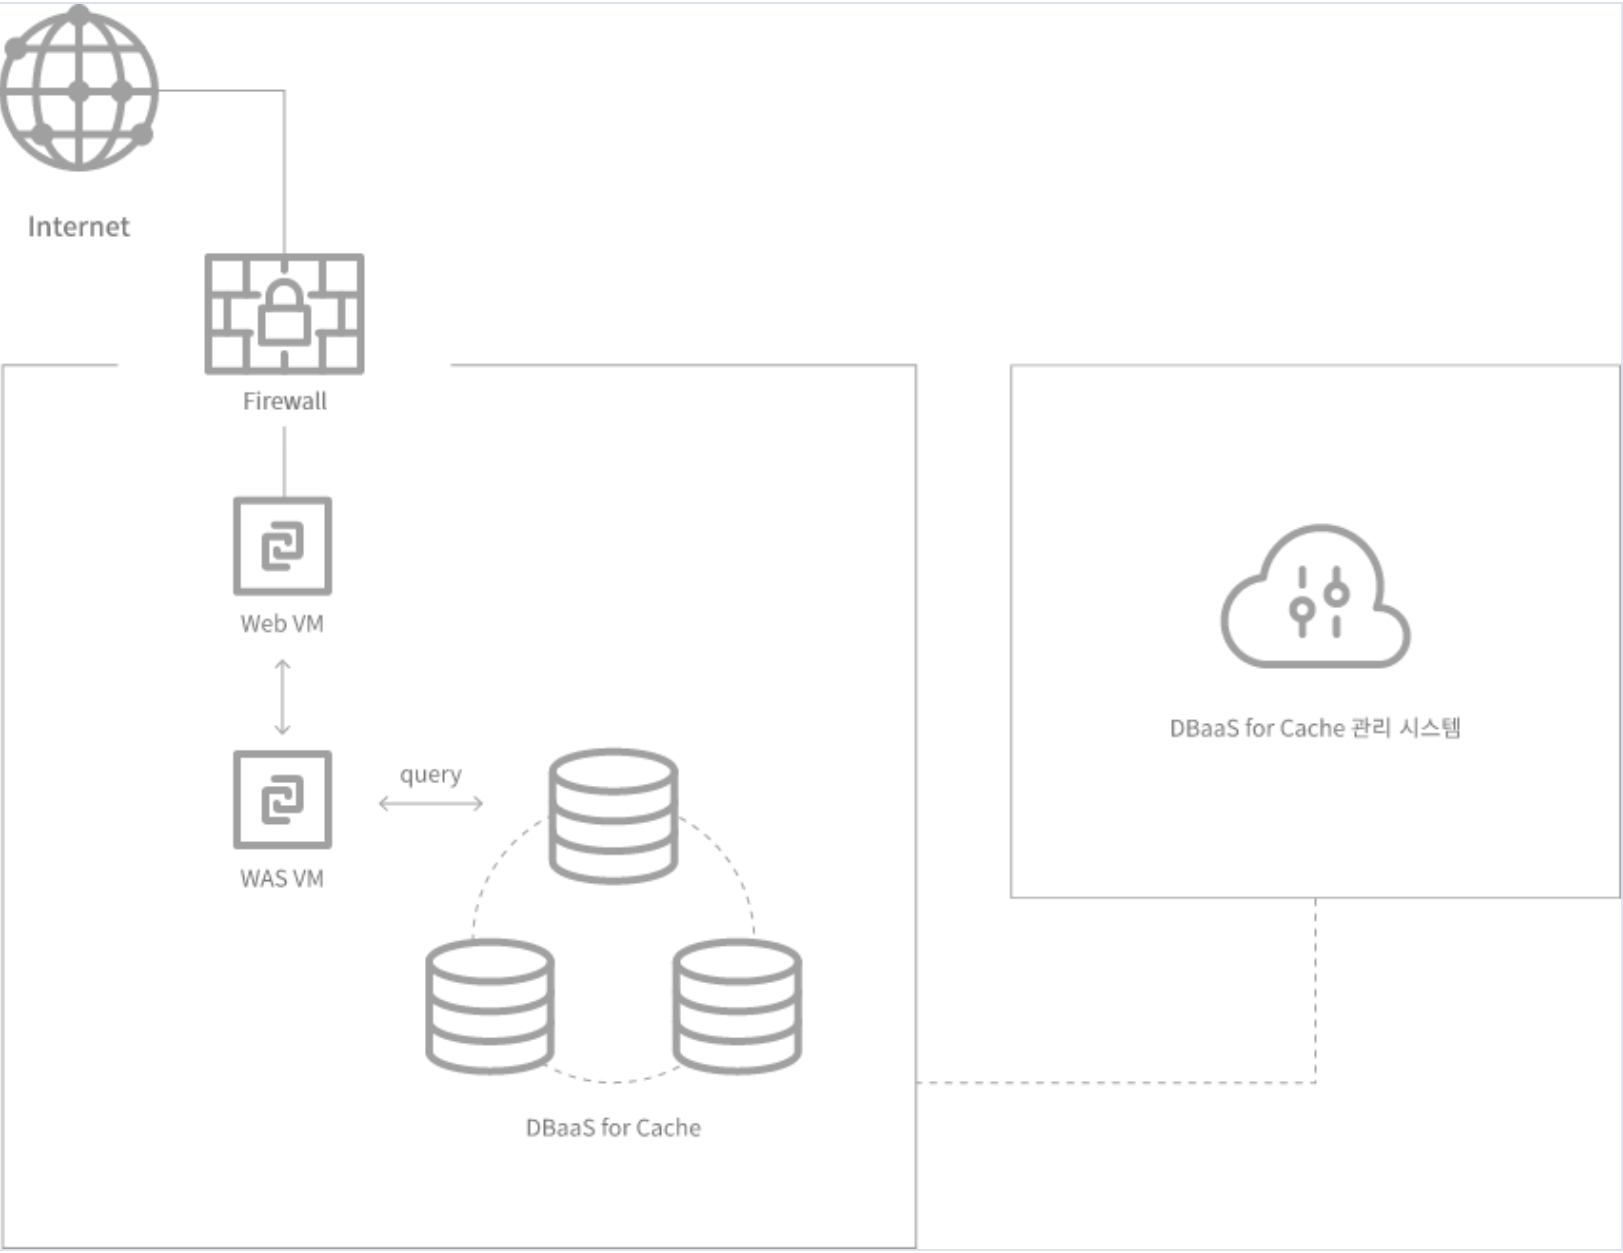 Internet
Firewall
Web VM
WAS VM
query
DBaaS for Cache
DBaaS for Cache 관리 시스템